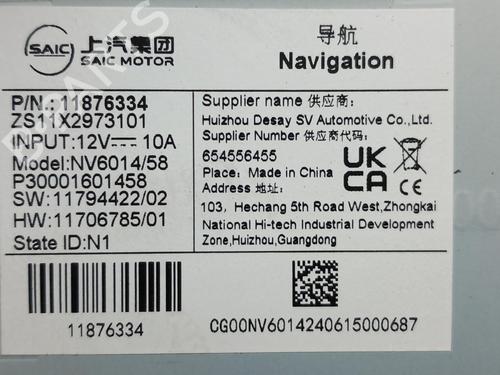 SAIC 上汽集团
SAIC MOTOR
导航
Navigation
P/N.: 11876334
ZS11X2973101
INPUT:12V⎓ 10A
Model:NV6014/58
P30001601458
SW:11794422/02
HW:11706785/01
State ID:N1
Supplier name 供应商:
Huizhou Desay SV Automotive Co.,Ltd.
Supplier Number 供应商代码:
654556455
Place: Made in China
Address 地址:
UK
CA
103, Hechang 5th Road West,Zhongkai
National Hi-tech Industrial Development
Zone,Huizhou,Guangdong
11876334
CG00NV6014240615000687